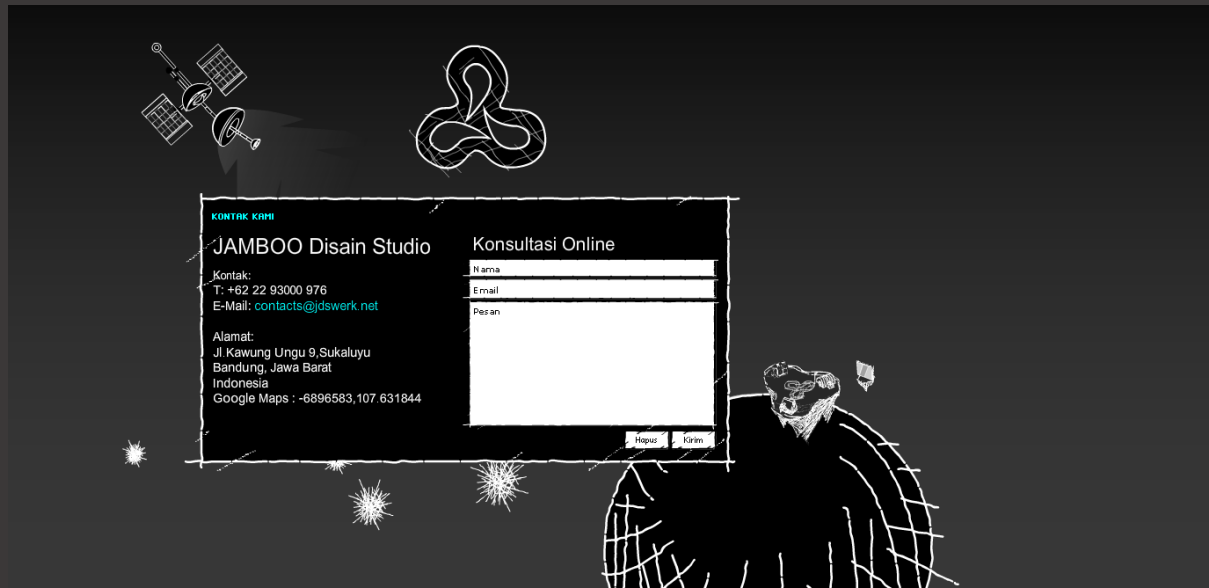 KONTAK KAMI
JAMBOO Disain Studio
Kontak:
T: +62 22 93000 976
E-Mail: contacts@jdswerk.net
Alamat:
Jl.Kawung Ungu 9,Sukaluyu
Bandung, Jawa Barat
Indonesia
Google Maps : -6896583,107.631844
Konsultasi Online
Nama
Email
Pesan
Hapus
Kirim